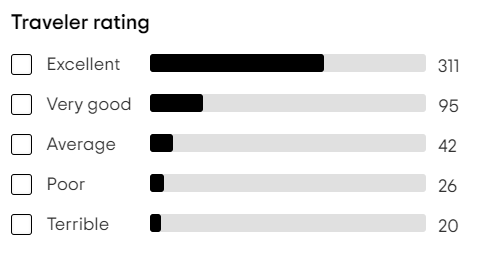 Traveler rating
Excellent 311
Very good 95
Average 42
Poor 26
Terrible 20